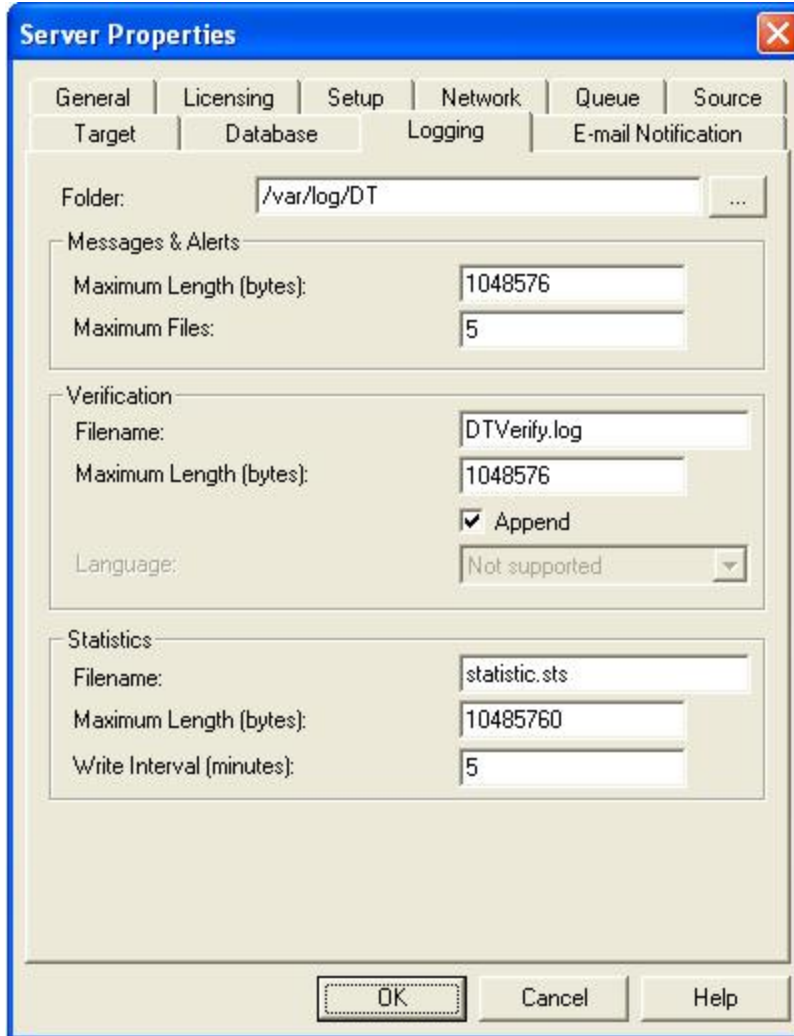 Server Properties
General Licensing Setup Network Queue Source
Target Database Logging E-mail Notification
Folder: /var/log/DT ...
Messages & Alerts
Maximum Length (bytes): 1048576
Maximum Files: 5
Verification
Filename: DTVerify.log
Maximum Length (bytes): 1048576
Append
Language: Not supported
Statistics
Filename: statistic.sts
Maximum Length (bytes): 10485760
Write Interval (minutes): 5
OK Cancel Help